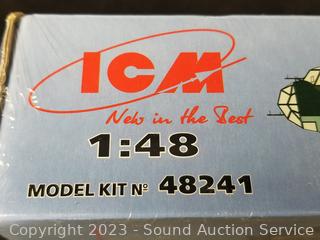 ICM
New in the Best
1:48
MODEL KIT Nº 48241
Copyright 2023 - Sound Auction Service